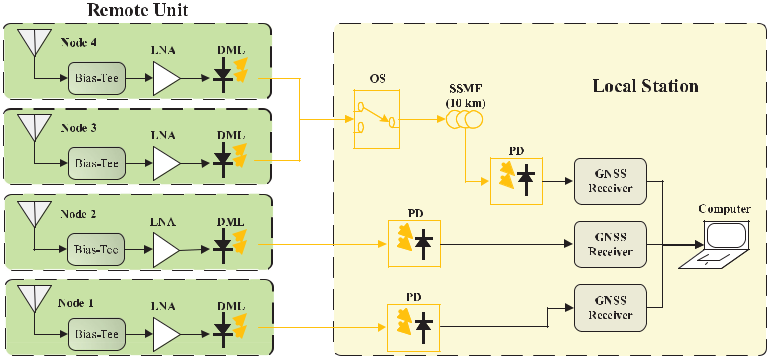 Remote Unit
Node 4
LNA
DML
Bias-Tee
Node 3
LNA
DML
Bias-Tee
Node 2
LNA
DML
Bias-Tee
Node 1
LNA
DML
Bias-Tee
Local Station
OS
SSMF
(10 km)
PD
GNSS
Receiver
PD
GNSS
Receiver
PD
GNSS
Receiver
Computer